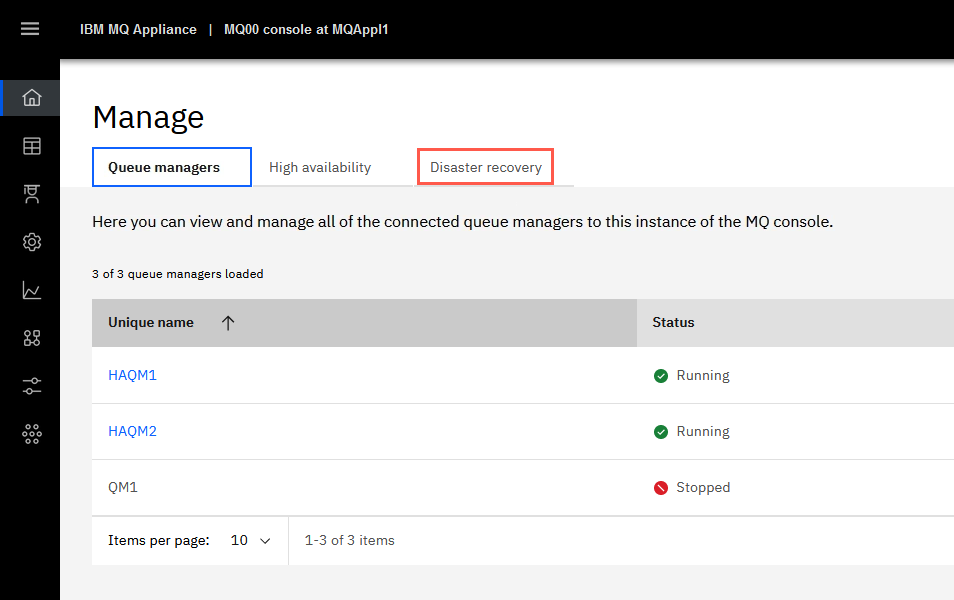 IBM MQ Appliance | MQ00 console at MQAppl1
Manage
Queue managers High availability Disaster recovery
Here you can view and manage all of the connected queue managers to this instance of the MQ console.
3 of 3 queue managers loaded
Unique name Status
HAQM1 Running
HAQM2 Running
QM1 Stopped
Items per page: 10 1-3 of 3 items